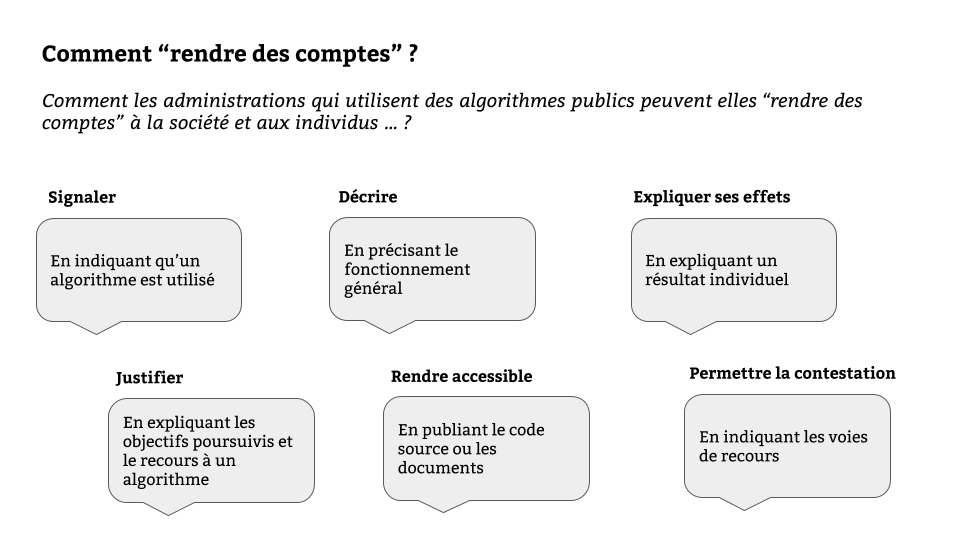 Comment “rendre des comptes” ?
Comment les administrations qui utilisent des algorithmes publics peuvent elles “rendre des
comptes” à la société et aux individus ... ?
Signaler
En indiquant qu’un
algorithme est utilisé
Décrire
En précisant le
fonctionnement
général
Expliquer ses effets
En expliquant un
résultat individuel
Justifier
En expliquant les
objectifs poursuivis et
le recours à un
algorithme
Rendre accessible
En publiant le code
source ou les
documents
Permettre la contestation
En indiquant les voies
de recours